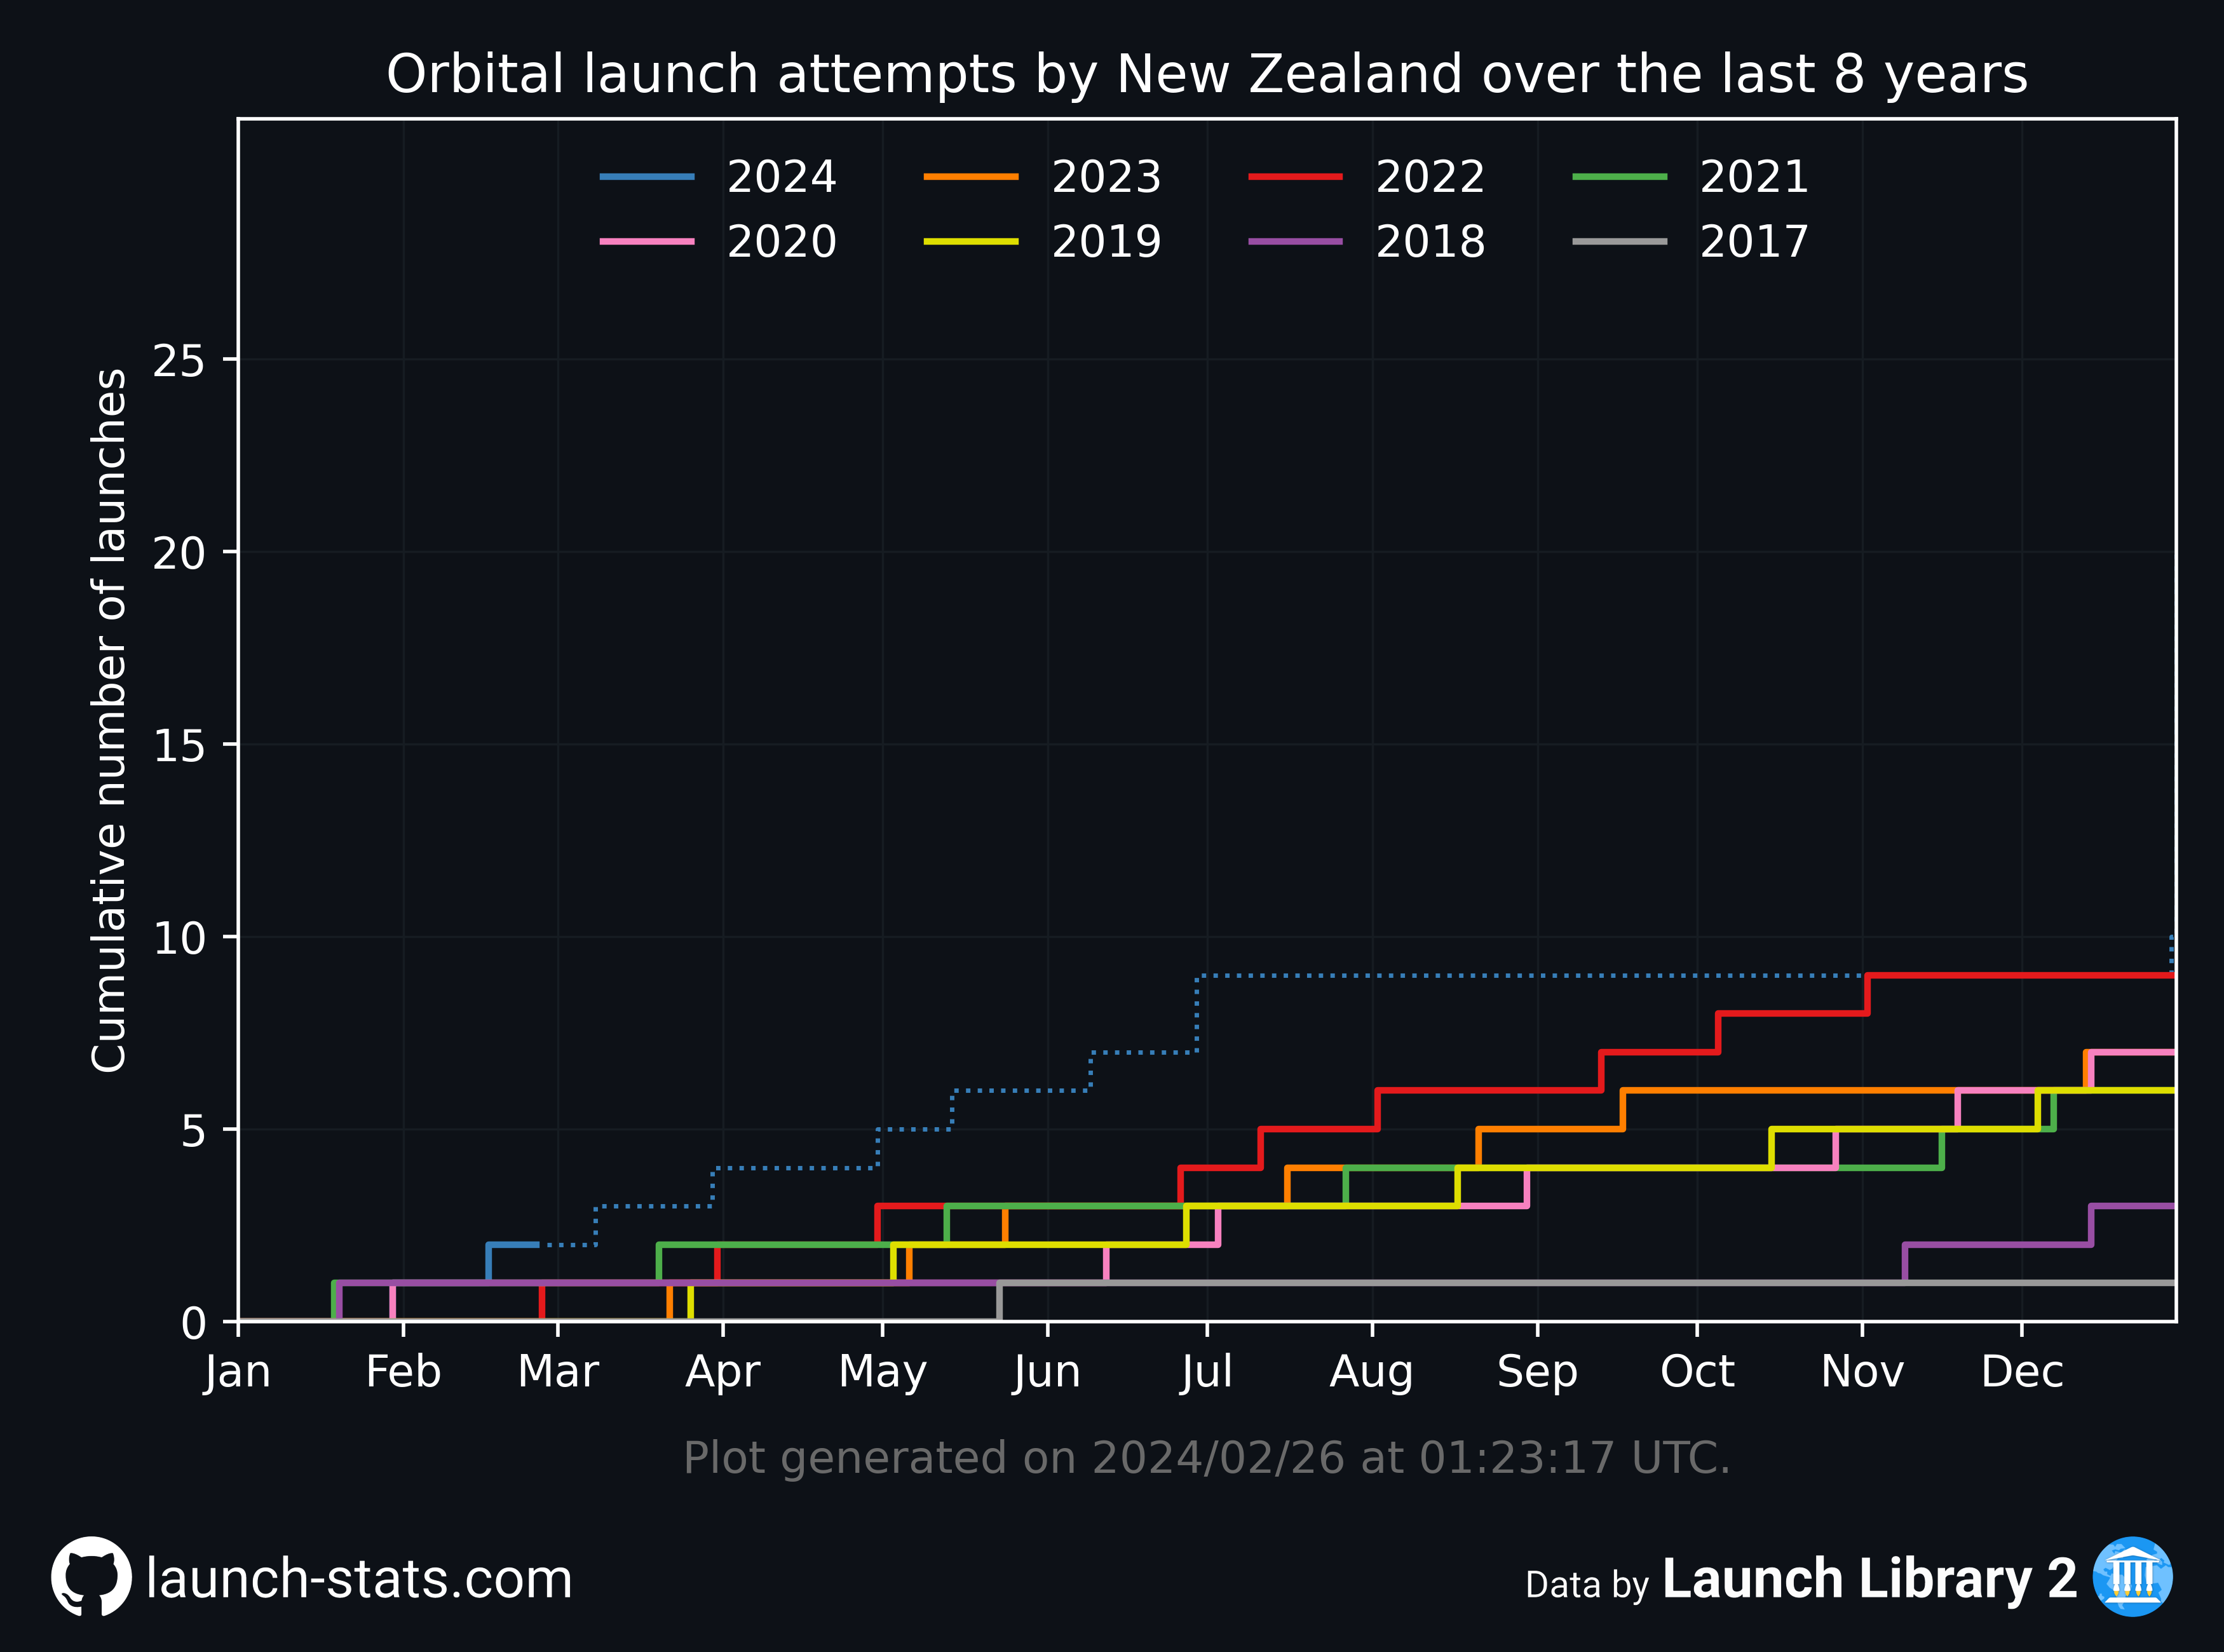 Orbital launch attempts by New Zealand over the last 8 years
2024 2023 2022 2021
2020 2019 2018 2017
Cumulative number of launches
25
20
15
10
5
0
Jan Feb Mar Apr May Jun Jul Aug Sep Oct Nov Dec
Plot generated on 2024/02/26 at 01:23:17 UTC.
launch-stats.com
Data by Launch Library 2